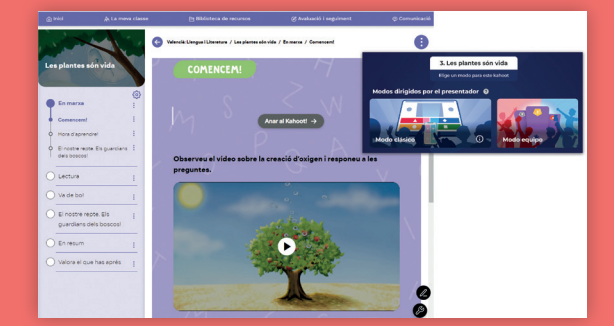 Inici
La meva classe
Biblioteca de recursos
Avaluació i seguiment
Comunicació
Les plantes són vida
Valencià: Llengua i Literatura / Les plantes són vida / En marxa / Comencem!
En marxa
Comencem!
Hora d'aprendre!
El nostre repte. Els guardians
dels boscos!
Lectura
Va de bo!
El nostre repte. Els
guardians dels boscos!
En resum
Valora el que has aprés
COMENCEM!
Anar al Kahoot! →
Observeu el vídeo sobre la creació d'oxigen i responeu a les
preguntes.
3. Les plantes són vida
Elige un modo para este kahoot
Modos dirigidos por el presentador
Modo clásico
Modo equipo